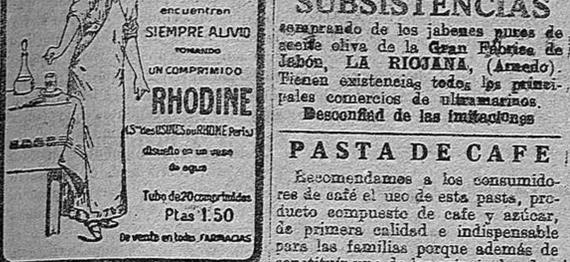 encuentran
SIEMPRE ALIVIO
TOMANDO
UN COMPRIMIDO
RHODINE
(S^tes des USINES DU RHONE Paris)
disuelto en un vaso
de agua
Tubo de 20 comprimidos
Ptas 1.50
De venta en todas FARMACIAS
SUBSISTENCIAS
comprando de los jabones puros de
aceite oliva de la Gran Fábrica de
Jabón, LA RIOJANA, (Arnedo).
Tienen existencias todos los princi-
pales comercios de ultramarinos.
Desconfiad de las imitaciones
PASTA DE CAFE
Recomendamos a los consumido-
res de café el uso de esta pasta, pro-
dueto compuesto de cafe y azúcar,
de primera calidad e indispensable
para las familias porque además de